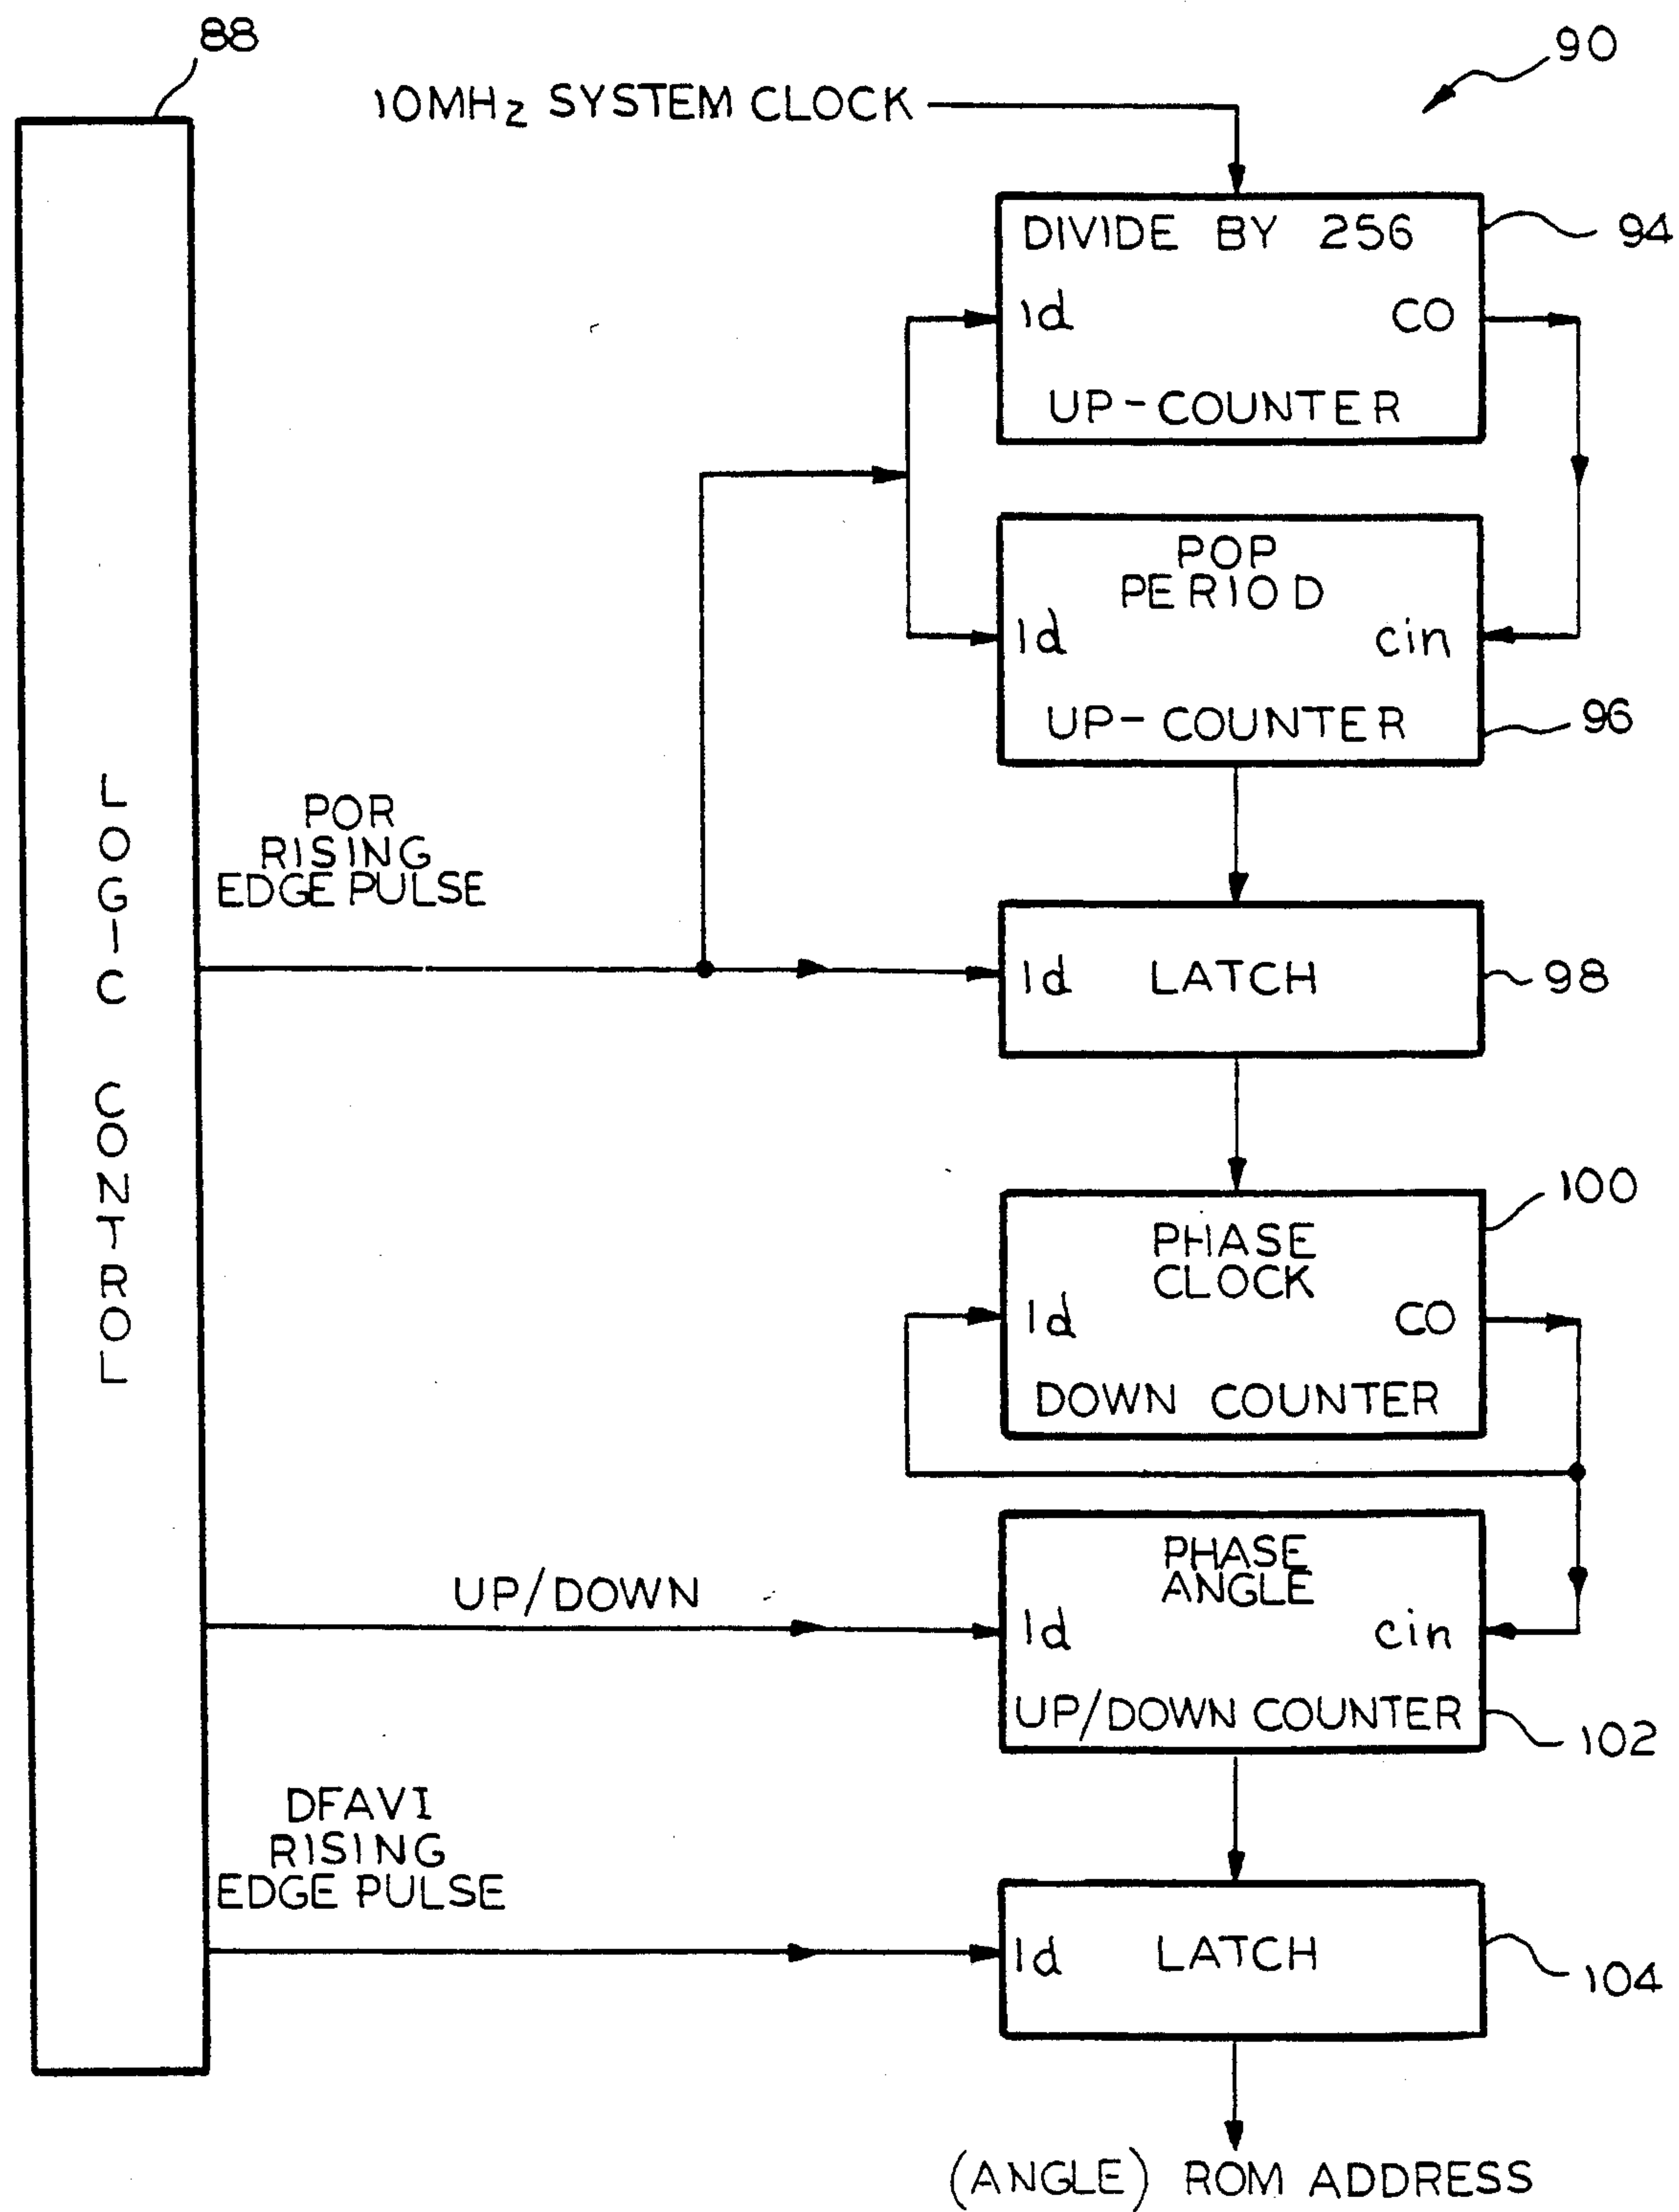 88
90
10MHz SYSTEM CLOCK
DIVIDE BY 256
94
ld
CO
UP-COUNTER
POP
PERIOD
ld
cin
UP-COUNTER
96
POR
RISING
EDGE PULSE
LOGIC CONTROL
ld LATCH
98
100
PHASE
CLOCK
ld
CO
DOWN COUNTER
PHASE
ANGLE
UP/DOWN
ld
cin
UP/DOWN COUNTER
102
DFAVI
RISING
EDGE PULSE
ld LATCH
104
(ANGLE) ROM ADDRESS